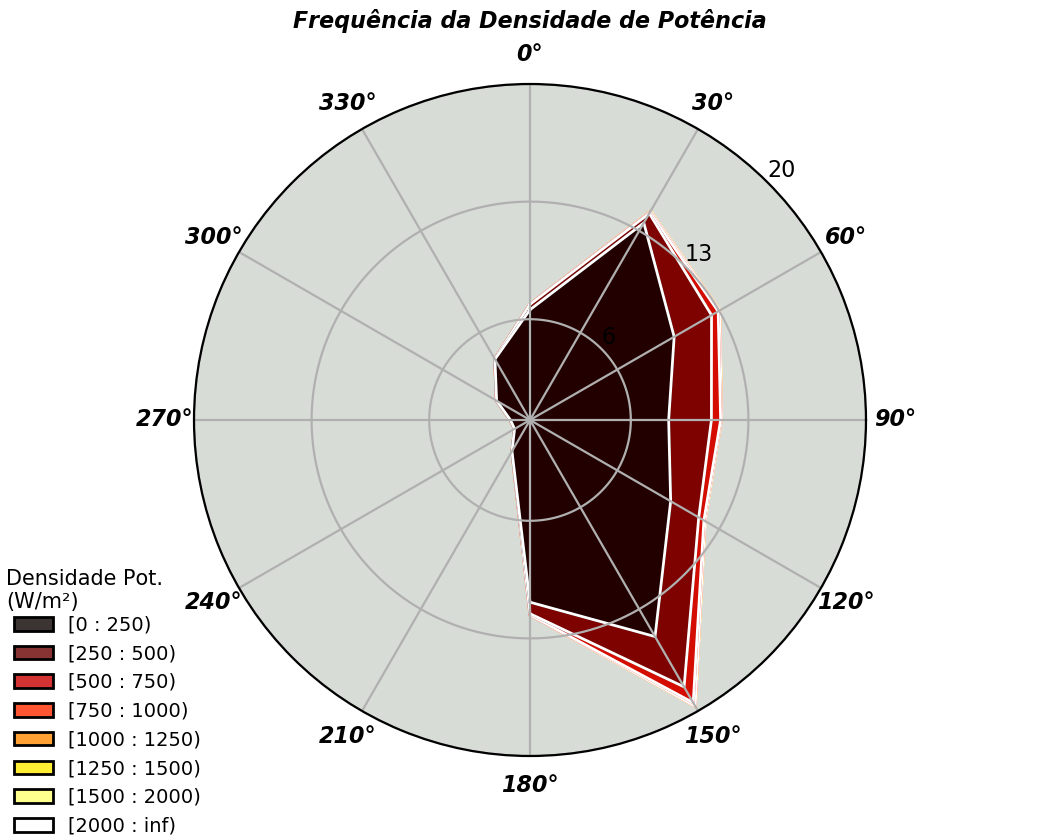 Frequência da Densidade de Potência
0°
30°
60°
90°
120°
150°
180°
210°
240°
270°
300°
330°
20
13
6
Densidade Pot.
(W/m²)
[0 : 250)
[250 : 500)
[500 : 750)
[750 : 1000)
[1000 : 1250)
[1250 : 1500)
[1500 : 2000)
[2000 : inf)